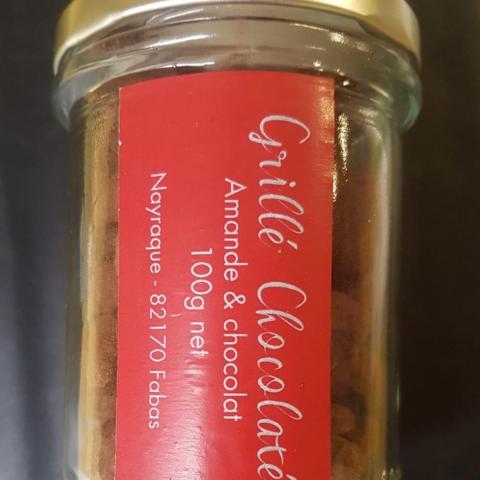 Grillé Chocolaté
Amande & chocolat
100g net
Nayraque - 82170 Fabas